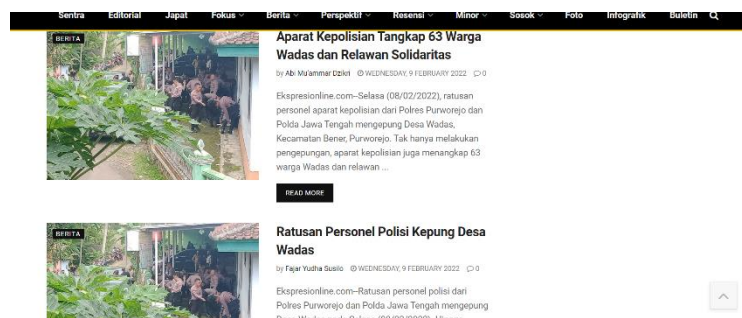 Sentra Editorial Japat Fokus Berita Perspektif Resensi Minor Sosok Foto Infografik Buletin
BERITA
Aparat Kepolisian Tangkap 63 Warga
Wadas dan Relawan Solidaritas
by Abi Mu'ammar Dzikri WEDNESDAY, 9 FEBRUARY 2022 0
Ekspresionline.com–Selasa (08/02/2022), ratusan
personel aparat kepolisian dari Polres Purworejo dan
Polda Jawa Tengah mengepung Desa Wadas,
Kecamatan Bener, Purworejo. Tak hanya melakukan
pengepungan, aparat kepolisian juga menangkap 63
warga Wadas dan relawan ...
READ MORE
BERITA
Ratusan Personel Polisi Kepung Desa
Wadas
by Fajar Yudha Susilo WEDNESDAY, 9 FEBRUARY 2022 0
Ekspresionline.com–Ratusan personel polisi dari
Polres Purworejo dan Polda Jawa Tengah mengepung